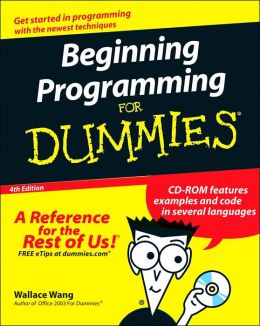 Get started in programming
with the newest techniques
Beginning
Programming
FOR
DUMMIES®
4th Edition
CD-ROM features
examples and code
in several languages
A Reference
for the
Rest of Us!®
FREE eTips at dummies.com®
Wallace Wang
Author of Office 2003 For Dummies®